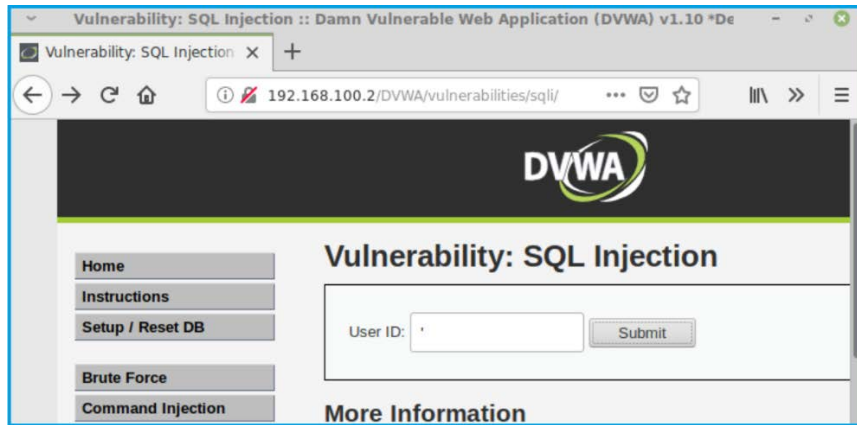 Vulnerability: SQL Injection :: Damn Vulnerable Web Application (DVWA) v1.10 *De
Vulnerability: SQL Injection
192.168.100.2/DVWA/vulnerabilities/sqli/
DVWA
Home
Instructions
Setup / Reset DB
Brute Force
Command Injection
Vulnerability: SQL Injection
User ID: '
Submit
More Information